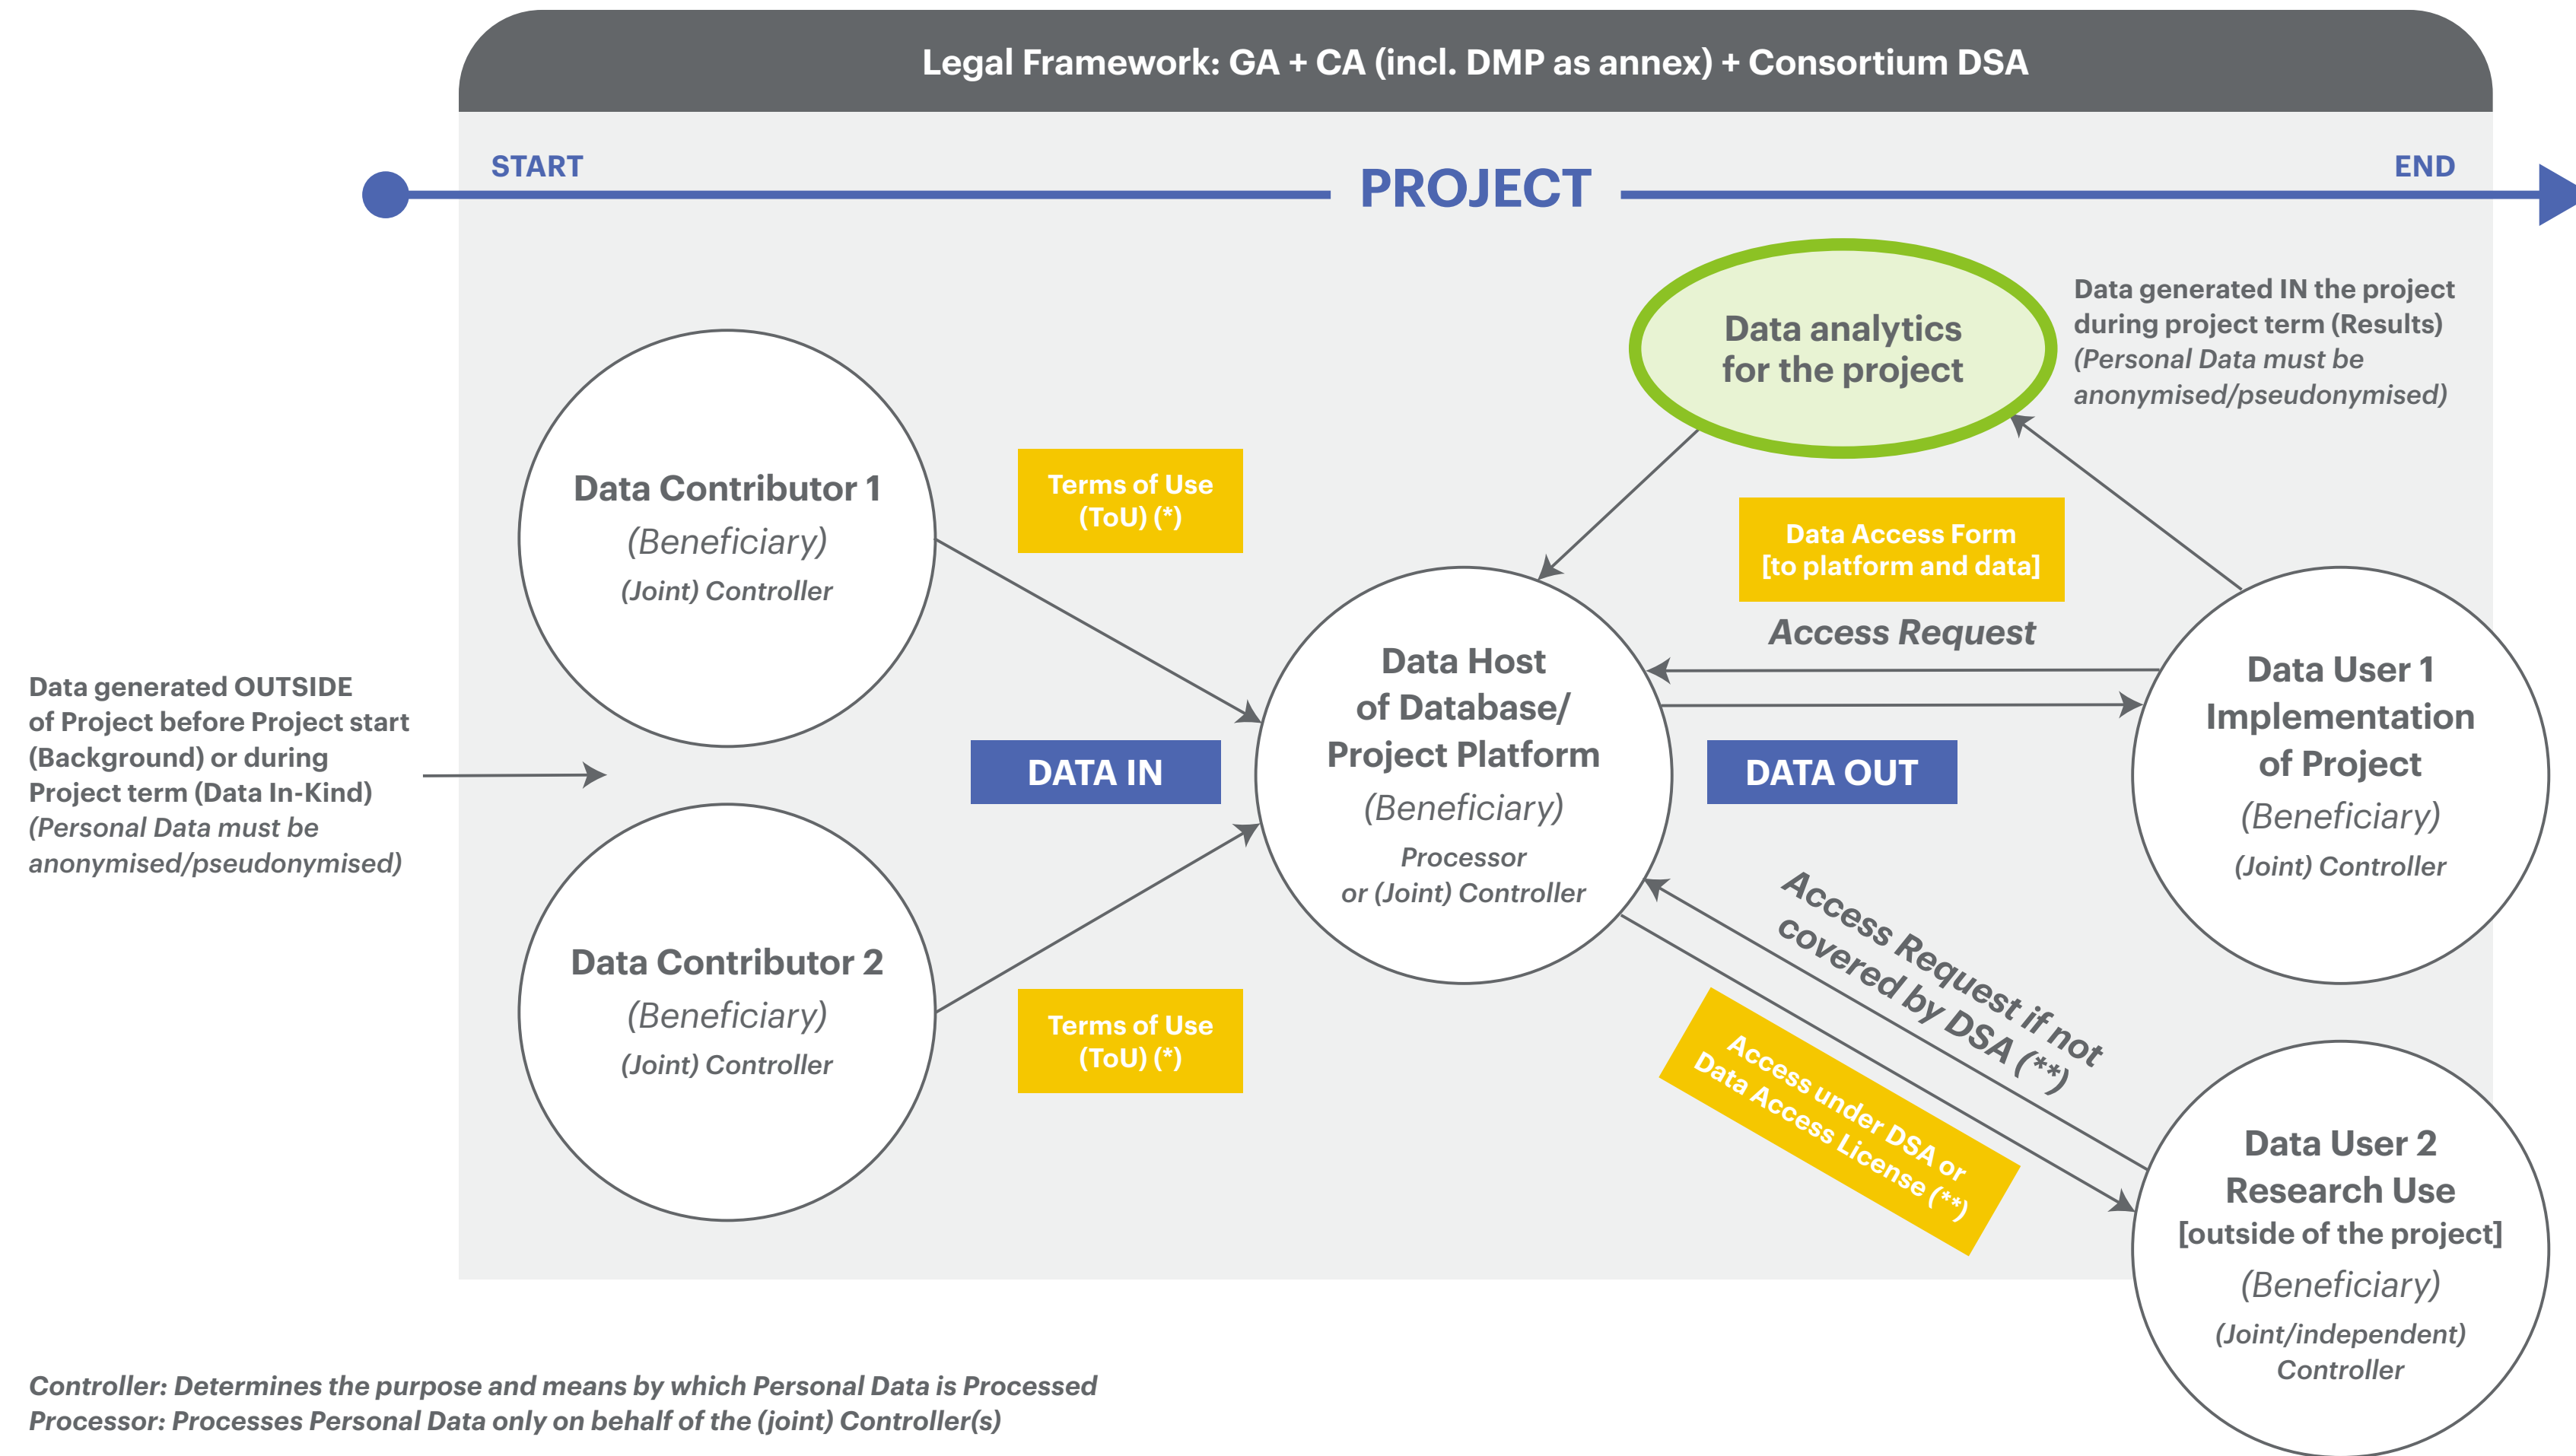 Legal Framework: GA + CA (incl. DMP as annex) + Consortium DSA
START
PROJECT
END
Data analytics
for the project
Data generated IN the project
during project term (Results)
(Personal Data must be
anonymised/pseudonymised)
Data Contributor 1
(Beneficiary)
(Joint) Controller
Terms of Use
(ToU) (*)
Data Access Form
[to platform and data]
Access Request
Data generated OUTSIDE
of Project before Project start
(Background) or during
Project term (Data In-Kind)
(Personal Data must be
anonymised/pseudonymised)
DATA IN
Data Host
of Database/
Project Platform
(Beneficiary)
Processor
or (Joint) Controller
DATA OUT
Data User 1
Implementation
of Project
(Beneficiary)
(Joint) Controller
Data Contributor 2
(Beneficiary)
(Joint) Controller
Terms of Use
(ToU) (*)
Access Request if not
covered by DSA (**)
Access under DSA or
Data Access License (**)
Data User 2
Research Use
[outside of the project]
(Beneficiary)
(Joint/independent)
Controller
Controller: Determines the purpose and means by which Personal Data is Processed
Processor: Processes Personal Data only on behalf of the (joint) Controller(s)